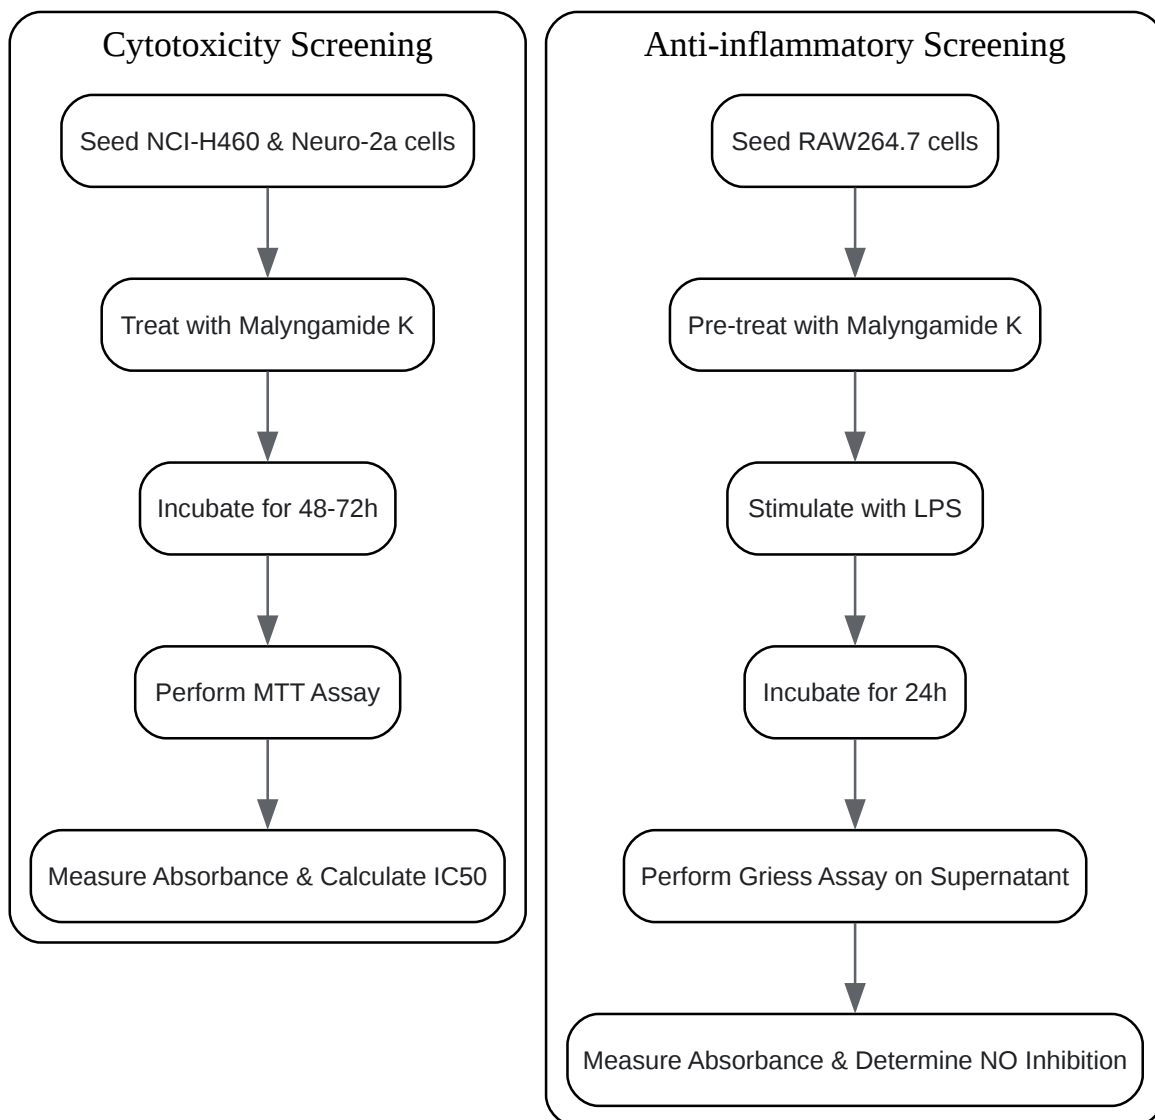 Cytotoxicity Screening
Seed NCI-H460 & Neuro-2a cells
Treat with Malyngamide K
Incubate for 48-72h
Perform MTT Assay
Measure Absorbance & Calculate IC50
Anti-inflammatory Screening
Seed RAW264.7 cells
Pre-treat with Malyngamide K
Stimulate with LPS
Incubate for 24h
Perform Griess Assay on Supernatant
Measure Absorbance & Determine NO Inhibition